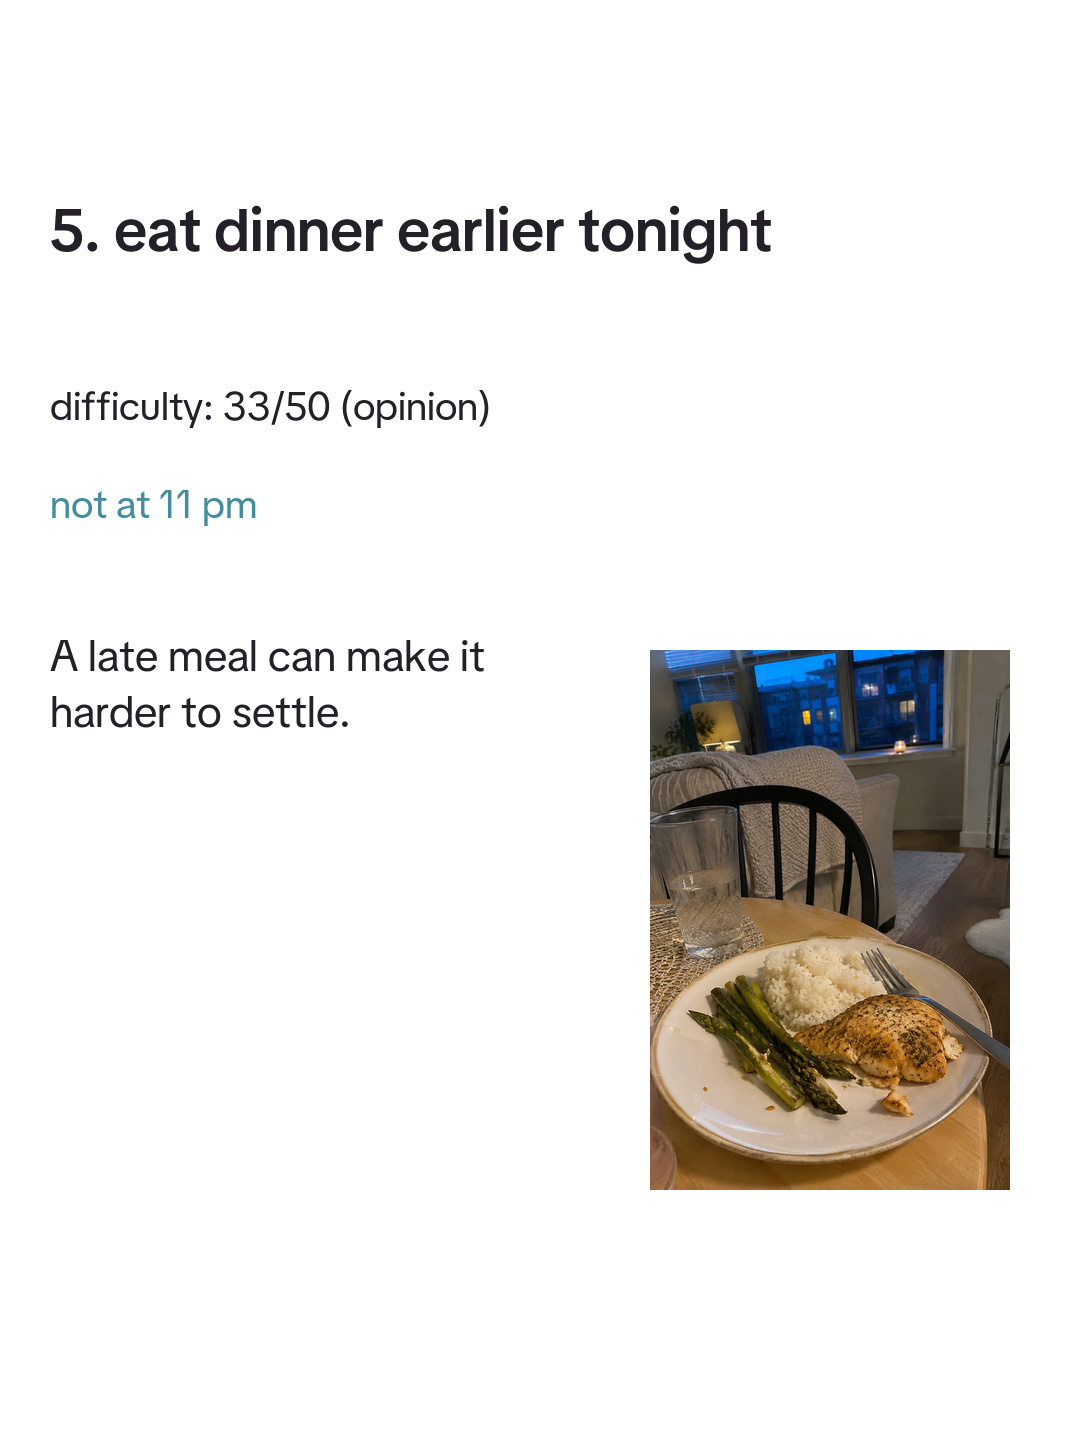 5. eat dinner earlier tonight
difficulty: 33/50 (opinion)
not at 11 pm
A late meal can make it
harder to settle.